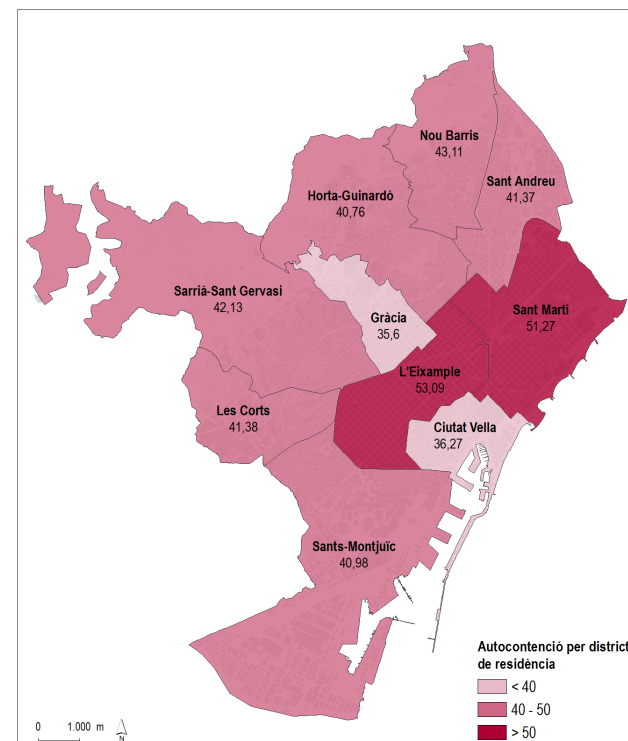 Nou Barris
43,11
Sant Andreu
41,37
Horta-Guinardó
40,76
Sarrià-Sant Gervasi
42,13
Gràcia
35,6
Sant Martí
51,27
L'Eixample
53,09
Les Corts
41,38
Ciutat Vella
36,27
Sants-Montjuïc
40,98
Autocontenció per district
de residència
< 40
40 - 50
> 50
0 1.000 m
N